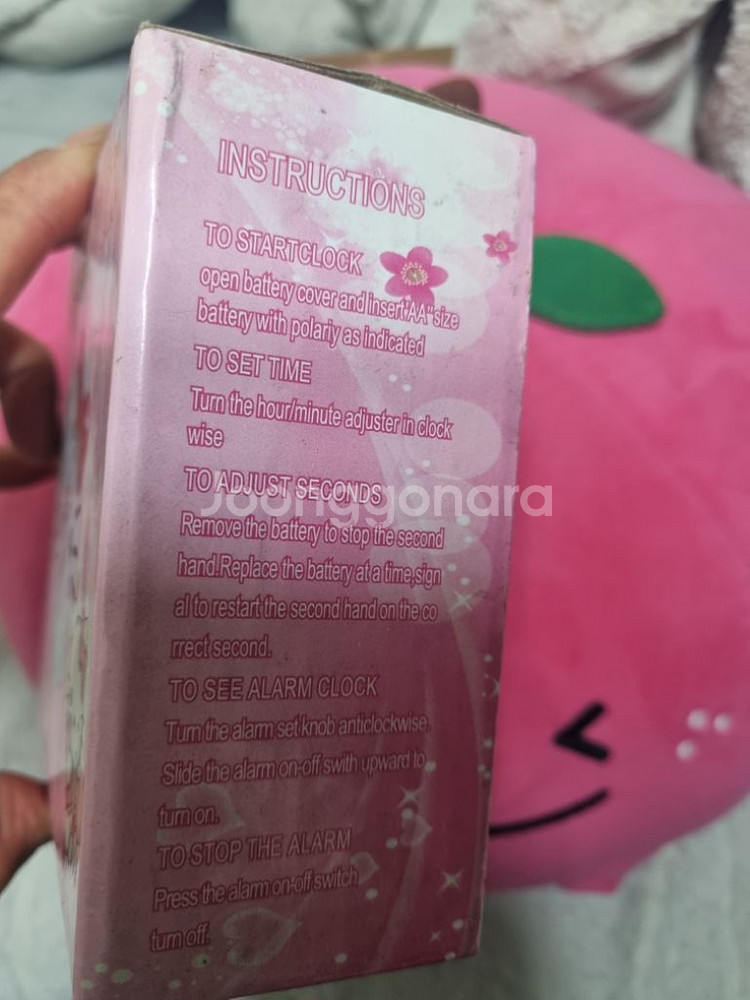 INSTRUCTIONS
TO STARTCLOCK
open battery cover and insert"AA"size
battery with polariy as indicated
TO SET TIME
Turn the hour/minute adjuster in clock
wise
TO ADJUST SECONDS
Joonggonara
Remove the battery to stop the second
hand.Replace the battery at a time,sign
al to restart the second hand on the co
rrect second.
TO SEE ALARM CLOCK
Turn the alarm set knob anticlockwise.
Slide the alarm on-off swith upward to
turn on.
TO STOP THE ALARM
Press the alarm on-off switch
turn off.